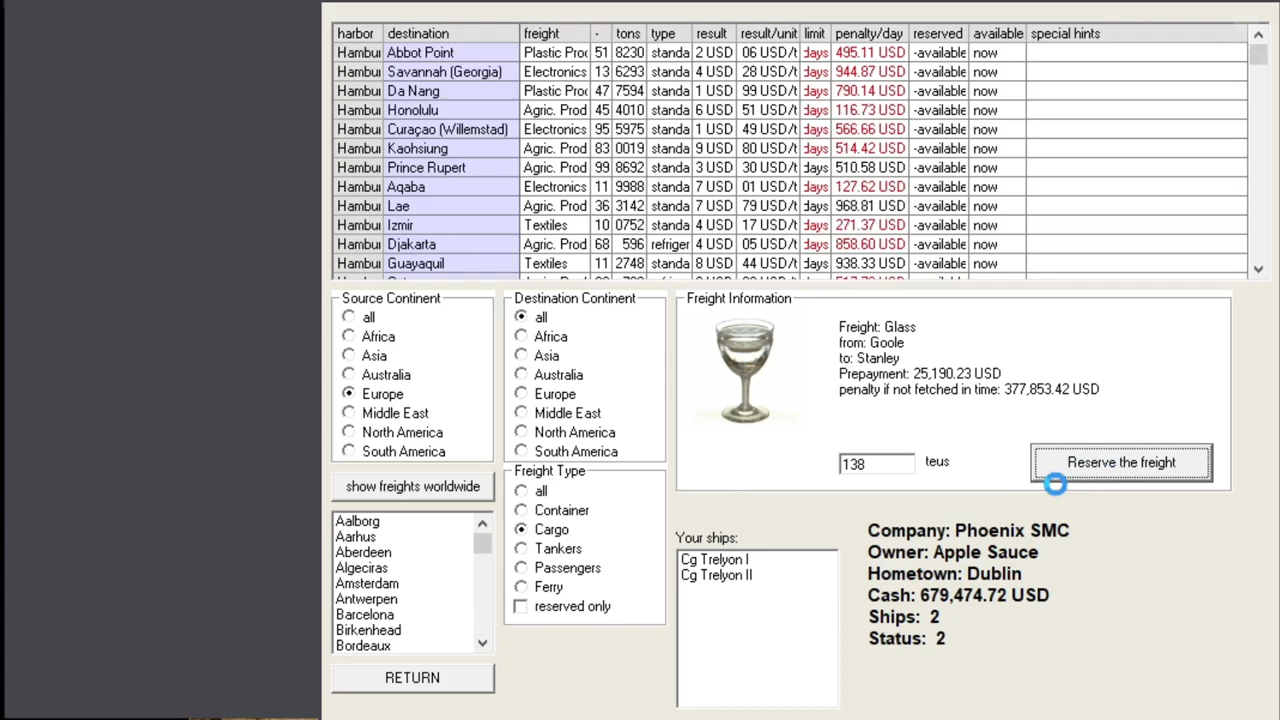 harbor destination freight - tons type result result/unit limit penalty/day reserved available special hints
Hambu Abbot Point Plastic Proc 51 8230 standa 2 USD 06 USD/t days 495.11 USD -available now
Hambu Savannah (Georgia) Electronics 13 6293 standa 4 USD 28 USD/t days 944.87 USD -available now
Hambu Da Nang Plastic Proc 47 7594 standa 1 USD 99 USD/t days 790.14 USD -available now
Hambu Honolulu Agric. Prod 45 4010 standa 6 USD 51 USD/t days 116.73 USD -available now
Hambu Curaçao (Willemstad) Electronics 95 5975 standa 1 USD 49 USD/t days 566.66 USD -available now
Hambu Kaohsiung Agric. Prod 83 0019 standa 9 USD 80 USD/t days 514.42 USD -available now
Hambu Prince Rupert Agric. Prod 99 8692 standa 3 USD 30 USD/t days 510.58 USD -available now
Hambu Aqaba Electronics 11 9988 standa 7 USD 01 USD/t days 127.62 USD -available now
Hambu Lae Agric. Prod 36 3142 standa 7 USD 79 USD/t days 968.81 USD -available now
Hambu Izmir Textiles 10 0752 standa 4 USD 17 USD/t days 271.37 USD -available now
Hambu Djakarta Agric. Prod 68 596 refriger 4 USD 05 USD/t days 858.60 USD -available now
Hambu Guayaquil Textiles 11 2748 standa 8 USD 44 USD/t days 938.33 USD -available now
Source Continent
all
Africa
Asia
Australia
Europe
Middle East
North America
South America
show freights worldwide
Aalborg
Aarhus
Aberdeen
Algeciras
Amsterdam
Antwerpen
Barcelona
Birkenhead
Bordeaux
RETURN
Destination Continent
all
Africa
Asia
Australia
Europe
Middle East
North America
South America
Freight Type
all
Container
Cargo
Tankers
Passengers
Ferry
reserved only
Freight Information
Freight: Glass
from: Goole
to: Stanley
Prepayment: 25,190.23 USD
penalty if not fetched in time: 377,853.42 USD
138 teus
Reserve the freight
Your ships:
Cg Trelyon I
Cg Trelyon II
Company: Phoenix SMC
Owner: Apple Sauce
Hometown: Dublin
Cash: 679,474.72 USD
Ships: 2
Status: 2